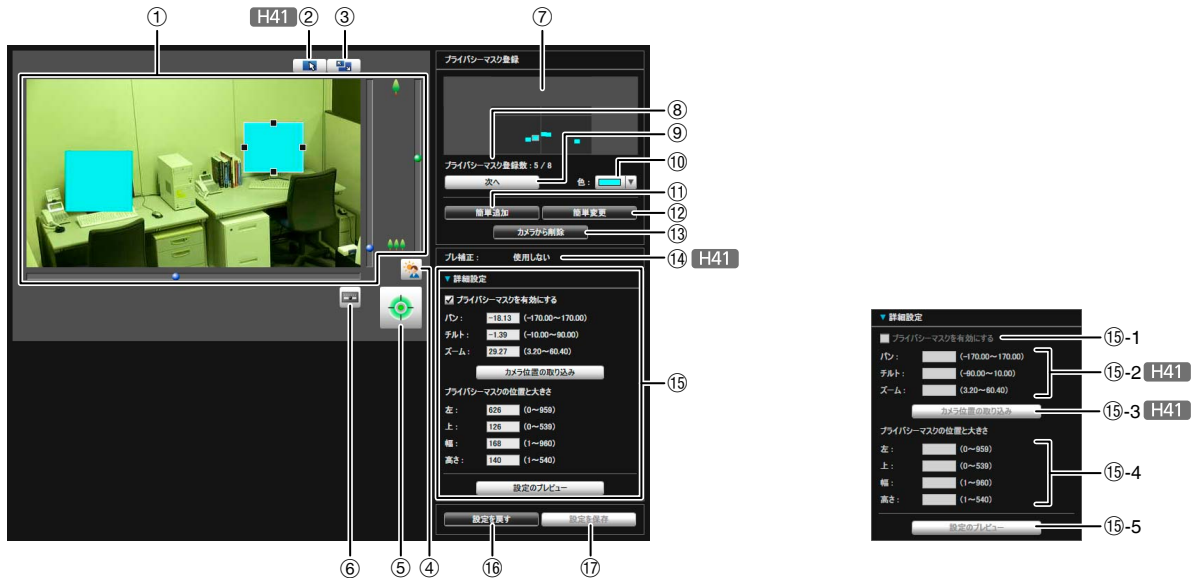 ① H41 ② ③ ⑦
プライバシーマスク登録
⑧
⑨
プライバシーマスク登録数 : 5 / 8
次へ 色 : ⑩
⑪
簡単追加 簡単変更 ⑫
カメラから削除 ⑬
ブレ補正 : 使用しない ⑭ H41
▼ 詳細設定
プライバシーマスクを有効にする
パン : -18.13 (-170.00~170.00)
チルト : -1.39 (-10.00~90.00)
ズーム : 29.27 (3.20~60.40)
カメラ位置の取り込み
⑮
プライバシーマスクの位置と大きさ
左 : 626 (0~959)
上 : 126 (0~539)
幅 : 168 (1~960)
高さ : 140 (1~540)
設定のプレビュー
設定を戻す 設定を保存
⑥ ⑤ ④ ⑯ ⑰
▼ 詳細設定
プライバシーマスクを有効にする ⑮-1
パン : (-170.00~170.00)
チルト : (-90.00~10.00) ⑮-2 H41
ズーム : (3.20~60.40)
カメラ位置の取り込み ⑮-3 H41
プライバシーマスクの位置と大きさ
左 : (0~959)
上 : (0~539)
⑮-4
幅 : (1~960)
高さ : (1~540)
設定のプレビュー ⑮-5